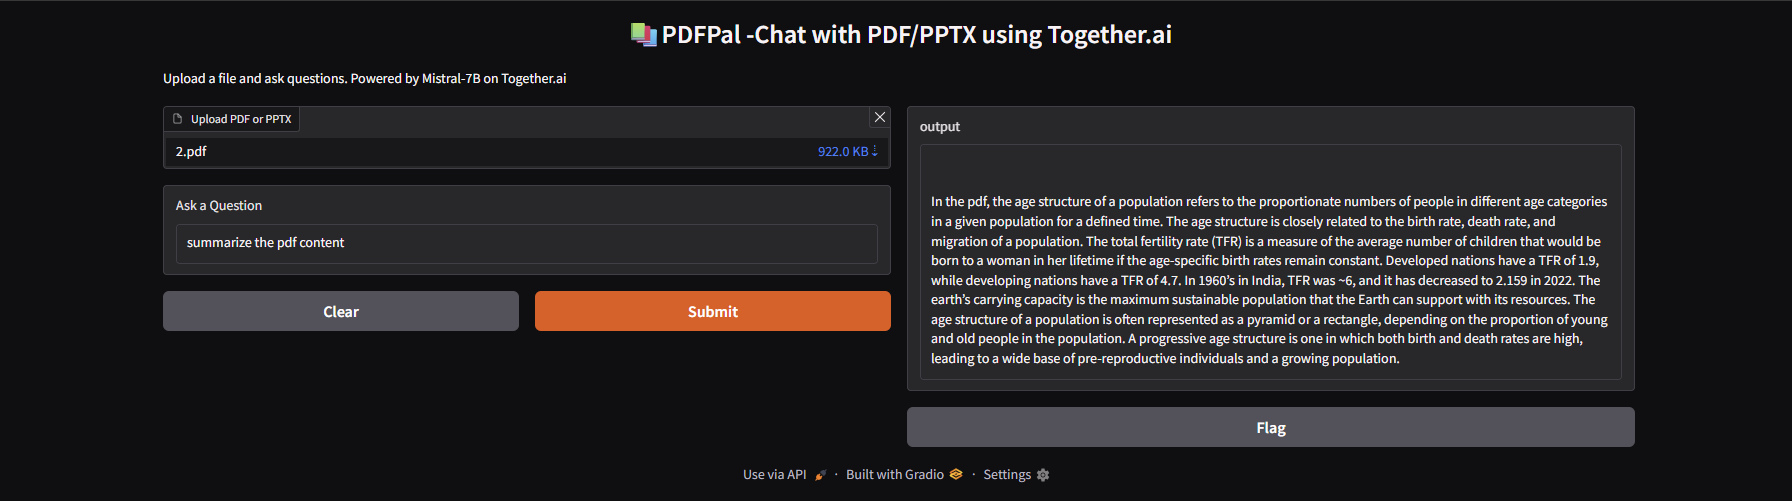 PDFPal -Chat with PDF/PPTX using Together.ai
Upload a file and ask questions. Powered by Mistral-7B on Together.ai
Upload PDF or PPTX
2.pdf
922.0 KB
Ask a Question
summarize the pdf content
Clear
Submit
output
In the pdf, the age structure of a population refers to the proportionate numbers of people in different age categories
in a given population for a defined time. The age structure is closely related to the birth rate, death rate, and
migration of a population. The total fertility rate (TFR) is a measure of the average number of children that would be
born to a woman in her lifetime if the age-specific birth rates remain constant. Developed nations have a TFR of 1.9,
while developing nations have a TFR of 4.7. In 1960’s in India, TFR was ~6, and it has decreased to 2.159 in 2022. The
earth’s carrying capacity is the maximum sustainable population that the Earth can support with its resources. The
age structure of a population is often represented as a pyramid or a rectangle, depending on the proportion of young
and old people in the population. A progressive age structure is one in which both birth and death rates are high,
leading to a wide base of pre-reproductive individuals and a growing population.
Flag
Use via API · Built with Gradio · Settings